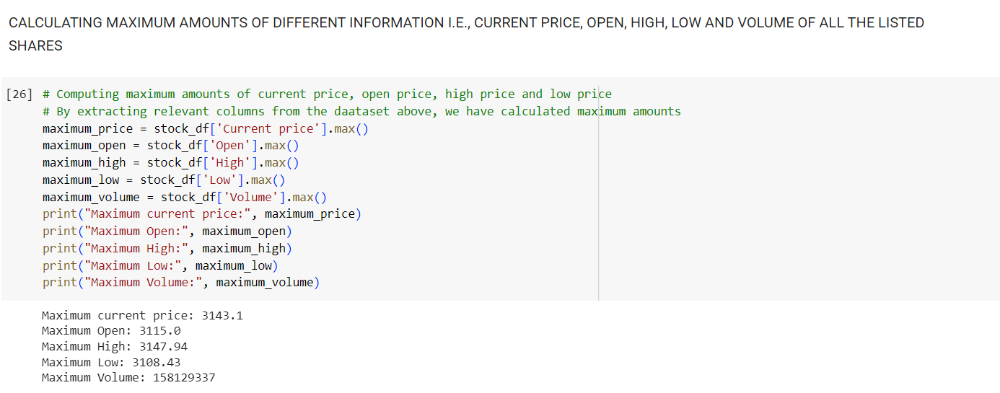 CALCULATING MAXIMUM AMOUNTS OF DIFFERENT INFORMATION I.E., CURRENT PRICE, OPEN, HIGH, LOW AND VOLUME OF ALL THE LISTED
SHARES
[26] # Computing maximum amounts of current price, open price, high price and low price
# By extracting relevant columns from the daataset above, we have calculated maximum amounts
maximum_price = stock_df['Current price'].max()
maximum_open = stock_df['Open'].max()
maximum_high = stock_df['High'].max()
maximum_low = stock_df['Low'].max()
maximum_volume = stock_df['Volume'].max()
print("Maximum current price:", maximum_price)
print("Maximum Open:", maximum_open)
print("Maximum High:", maximum_high)
print("Maximum Low:", maximum_low)
print("Maximum Volume:", maximum_volume)
Maximum current price: 3143.1
Maximum Open: 3115.0
Maximum High: 3147.94
Maximum Low: 3108.43
Maximum Volume: 158129337